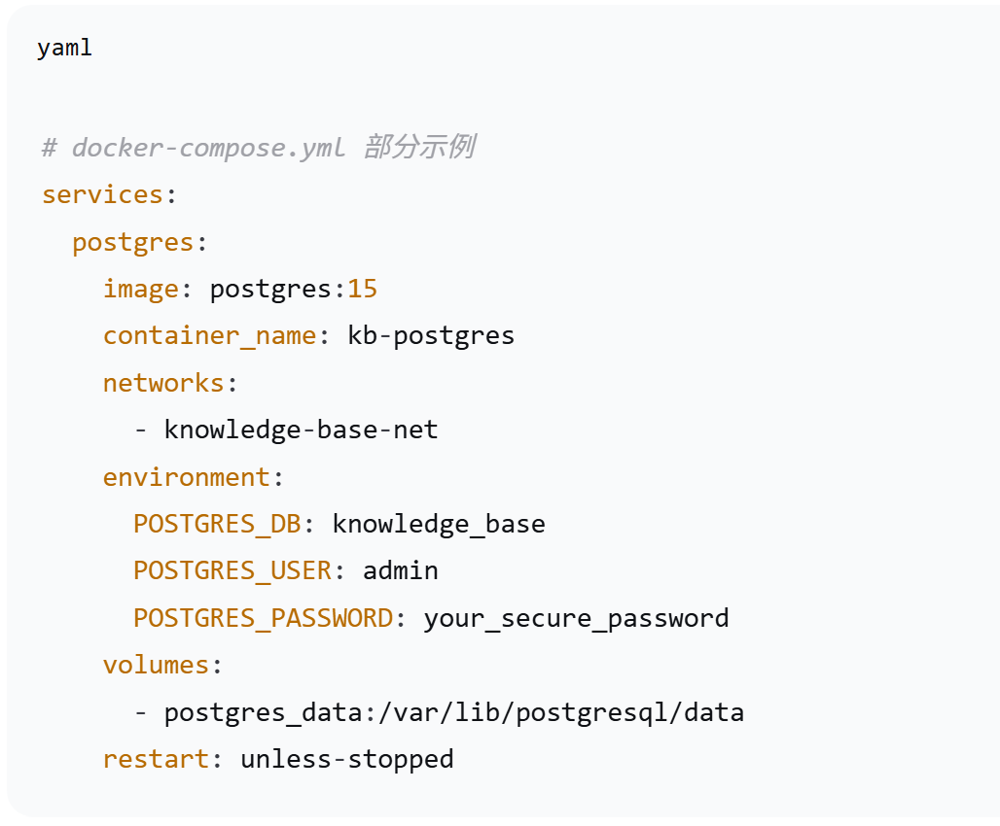 yaml
# docker-compose.yml 部分示例
services:
  postgres:
    image: postgres:15
    container_name: kb-postgres
    networks:
      - knowledge-base-net
    environment:
      POSTGRES_DB: knowledge_base
      POSTGRES_USER: admin
      POSTGRES_PASSWORD: your_secure_password
    volumes:
      - postgres_data:/var/lib/postgresql/data
    restart: unless-stopped